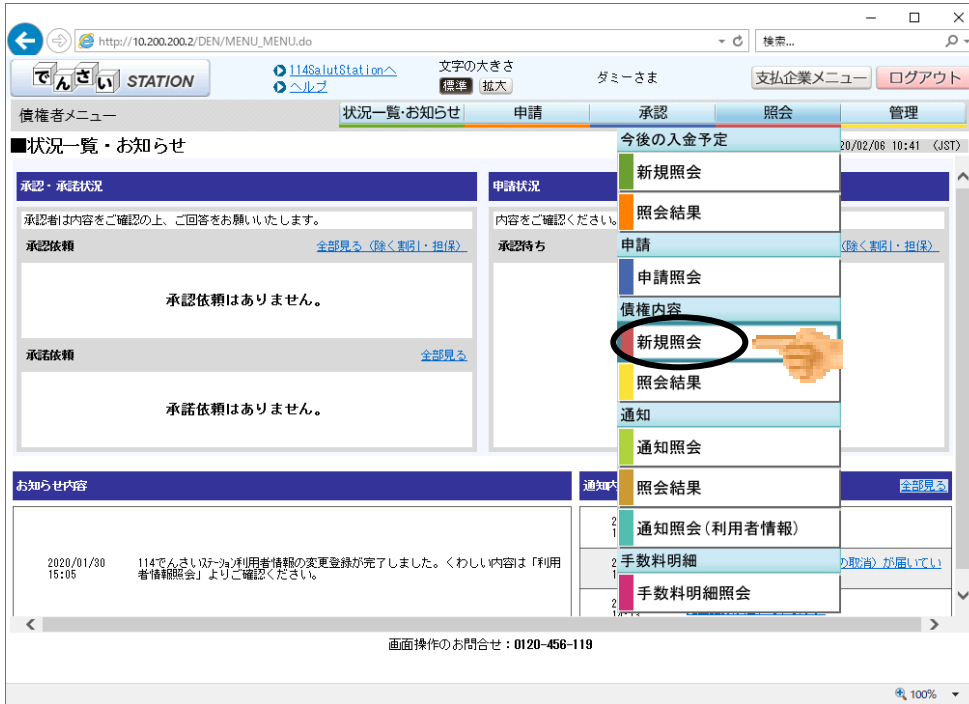 http://10.200.200.2/DEN/MENU_MENU.do
検索...
でんさい STATION
114SalutStationへ
ヘルプ
文字の大きさ
標準 拡大
ダミーさま
支払企業メニュー ログアウト
債権者メニュー
状況一覧・お知らせ 申請 承認 照会 管理
■状況一覧・お知らせ
20/02/06 10:41 (JST)
今後の入金予定
新規照会
照会結果
申請
申請照会
債権内容
新規照会
照会結果
通知
通知照会
照会結果
通知照会(利用者情報)
手数料明細
手数料明細照会
承認・承諾状況
承認者は内容をご確認の上、ご回答をお願いいたします。
承認依頼 全部見る（除く割引・担保）
承認依頼はありません。
承諾依頼 全部見る
承諾依頼はありません。
申請状況
内容をご確認ください。
承認待ち
（除く割引・担保）
お知らせ内容
2020/01/30
15:05
114でんさいステーション利用者情報の変更登録が完了しました。くわしい内容は「利用
者情報照会」よりご確認ください。
通知内
全部見る
の取消）が届いてい
画面操作のお問合せ：0120-456-119
100%